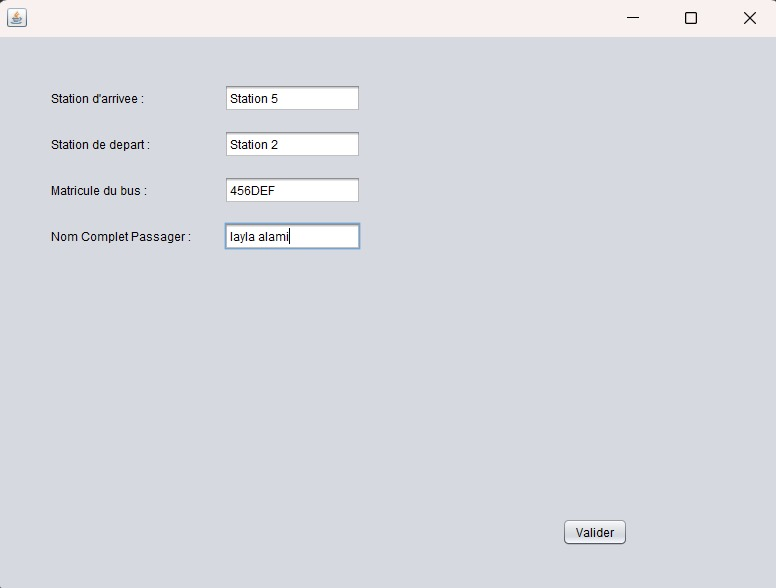 Station d'arrivee : Station 5
Station de depart : Station 2
Matricule du bus : 456DEF
Nom Complet Passager : layla alami
Valider